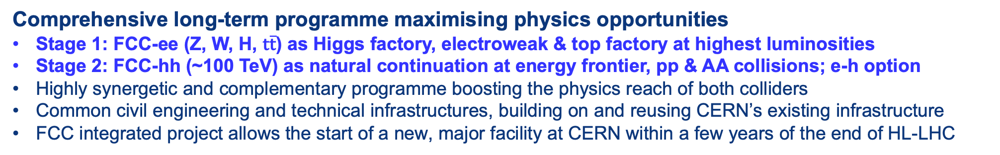 Comprehensive long-term programme maximising physics opportunities
• Stage 1: FCC-ee (Z, W, H, tt̄) as Higgs factory, electroweak & top factory at highest luminosities
• Stage 2: FCC-hh (~100 TeV) as natural continuation at energy frontier, pp & AA collisions; e-h option
• Highly synergetic and complementary programme boosting the physics reach of both colliders
• Common civil engineering and technical infrastructures, building on and reusing CERN’s existing infrastructure
• FCC integrated project allows the start of a new, major facility at CERN within a few years of the end of HL-LHC